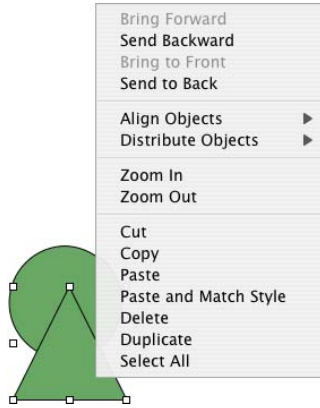 Bring Forward
Send Backward
Bring to Front
Send to Back
Align Objects
Distribute Objects
Zoom In
Zoom Out
Cut
Copy
Paste
Paste and Match Style
Delete
Duplicate
Select All